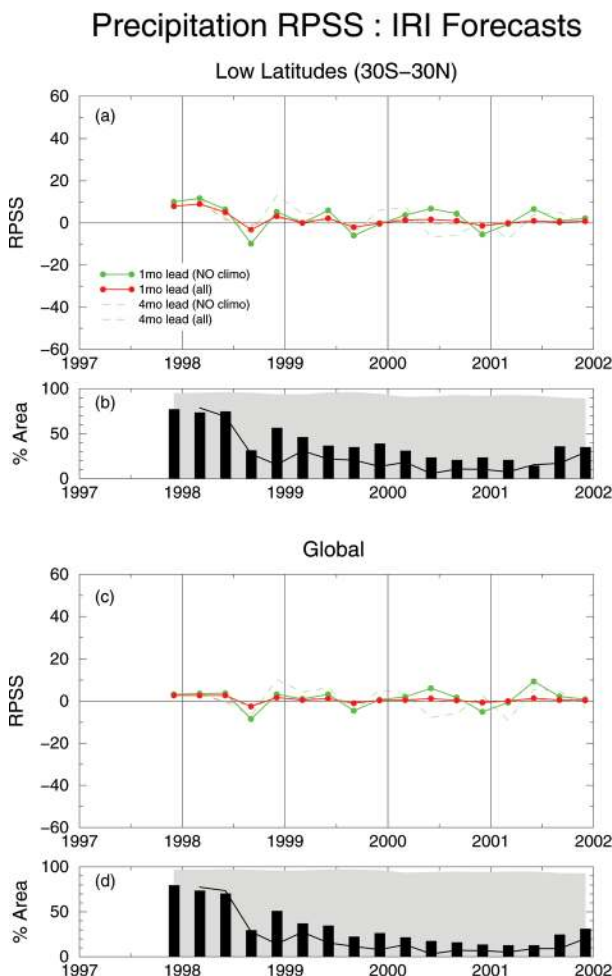 Precipitation RPSS : IRI Forecasts
Low Latitudes (30S−30N)
60
(a)
40
20
0
−20
−40
−60
RPSS
1mo lead (NO climo)
1mo lead (all)
4mo lead (NO climo)
4mo lead (all)
1997 1998 1999 2000 2001 2002
100
(b)
50
0
% Area
1997 1998 1999 2000 2001 2002
Global
60
(c)
40
20
0
−20
−40
−60
RPSS
1997 1998 1999 2000 2001 2002
100
(d)
50
0
% Area
1997 1998 1999 2000 2001 2002